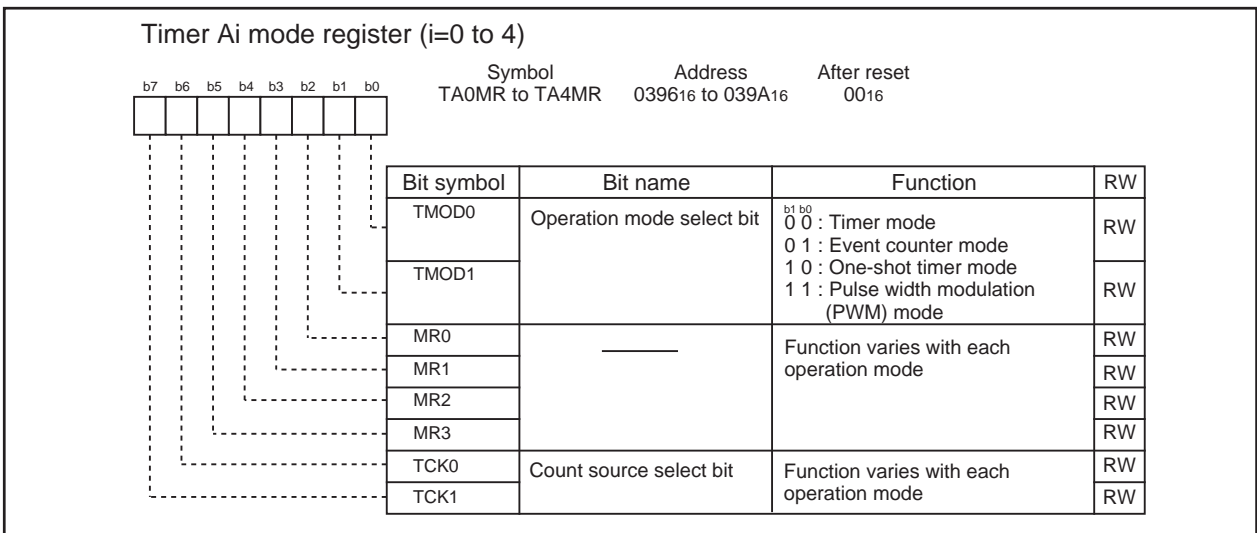 Timer Ai mode register (i=0 to 4)
Symbol Address After reset
TA0MR to TA4MR 039616 to 039A16 0016
b7 b6 b5 b4 b3 b2 b1 b0
Bit symbol Bit name Function RW
TMOD0 Operation mode select bit b1 b0
0 0 : Timer mode RW
0 1 : Event counter mode
TMOD1 1 0 : One-shot timer mode
1 1 : Pulse width modulation RW
(PWM) mode
MR0 Function varies with each RW
MR1 operation mode RW
MR2 RW
MR3 RW
TCK0 Count source select bit Function varies with each RW
TCK1 operation mode RW